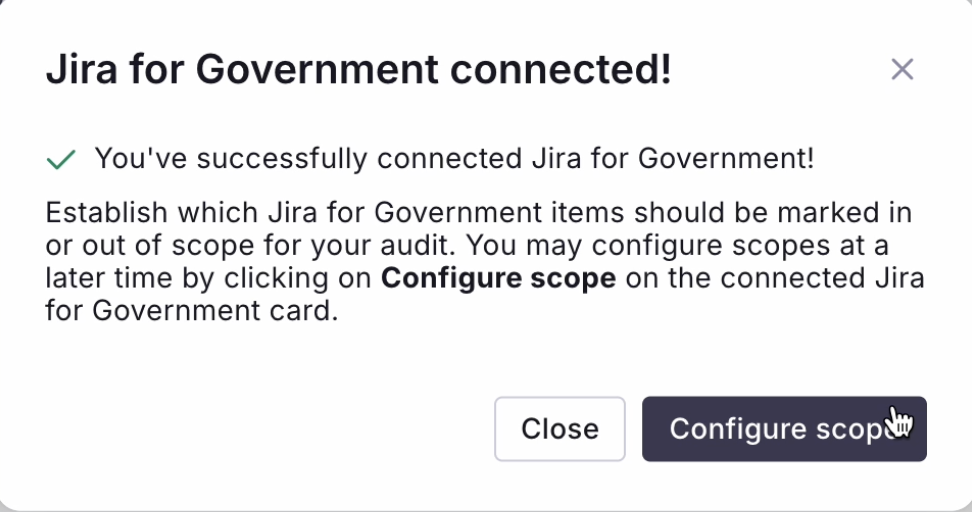 Jira for Government connected!
You've successfully connected Jira for Government!
Establish which Jira for Government items should be marked in
or out of scope for your audit. You may configure scopes at a
later time by clicking on Configure scope on the connected Jira
for Government card.
Close
Configure scope